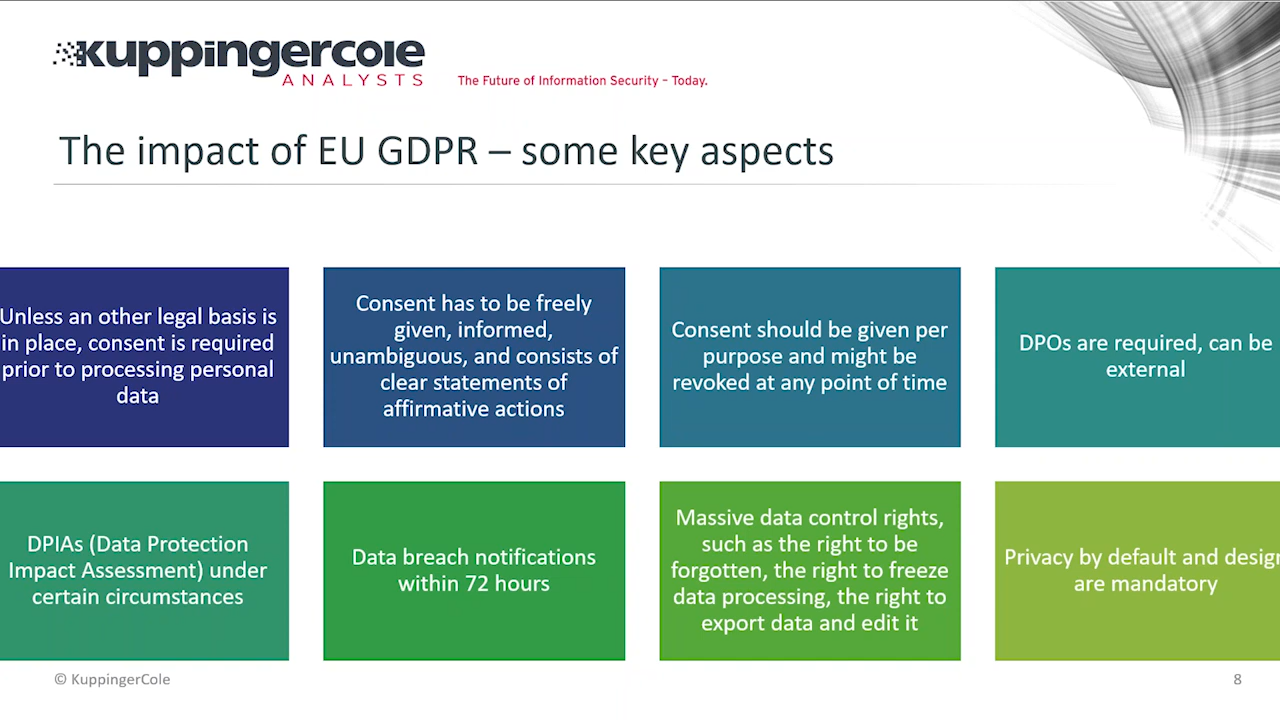 kuppingercole
ANALYSTS
The Future of Information Security – Today.
The impact of EU GDPR – some key aspects
Unless an other legal basis is
in place, consent is required
prior to processing personal
data
Consent has to be freely
given, informed,
unambiguous, and consists of
clear statements of
affirmative actions
Consent should be given per
purpose and might be
revoked at any point of time
DPOs are required, can be
external
DPIAs (Data Protection
Impact Assessment) under
certain circumstances
Data breach notifications
within 72 hours
Massive data control rights,
such as the right to be
forgotten, the right to freeze
data processing, the right to
export data and edit it
Privacy by default and design
are mandatory
© KuppingerCole
8